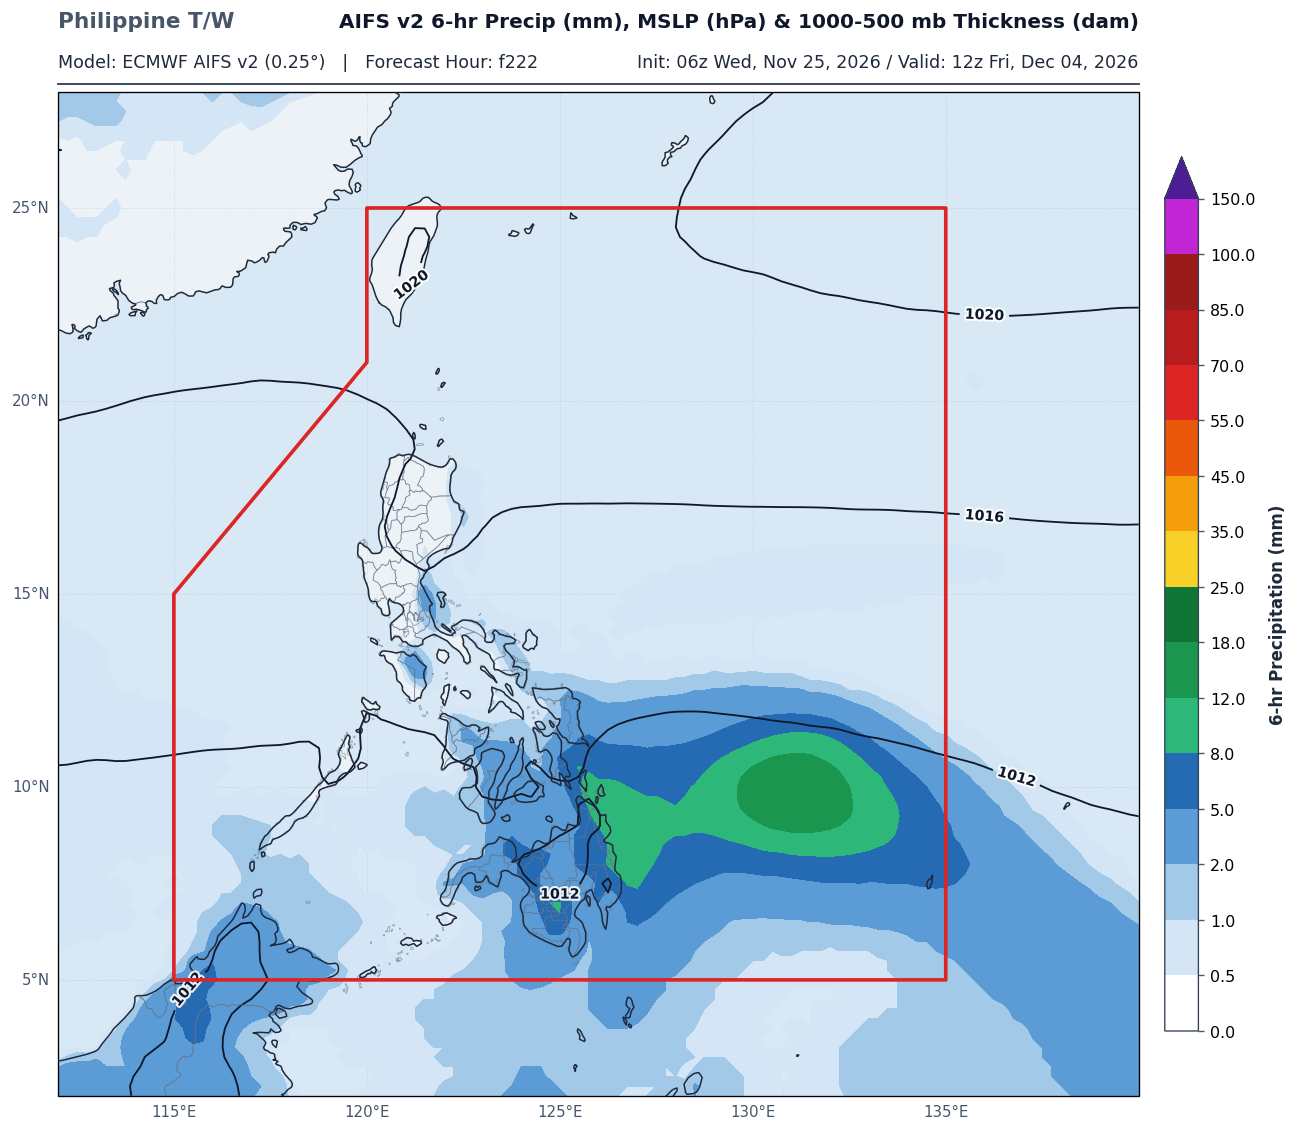 Philippine T/W
AIFS v2 6-hr Precip (mm), MSLP (hPa) & 1000-500 mb Thickness (dam)
Model: ECMWF AIFS v2 (0.25°) | Forecast Hour: f222
Init: 06z Wed, Nov 25, 2026 / Valid: 12z Fri, Dec 04, 2026
25°N
20°N
15°N
10°N
5°N
1020
1020
1016
1012
1012
1012
115°E
120°E
125°E
130°E
135°E
150.0
100.0
85.0
70.0
55.0
45.0
35.0
25.0
18.0
12.0
8.0
5.0
2.0
1.0
0.5
0.0
6-hr Precipitation (mm)